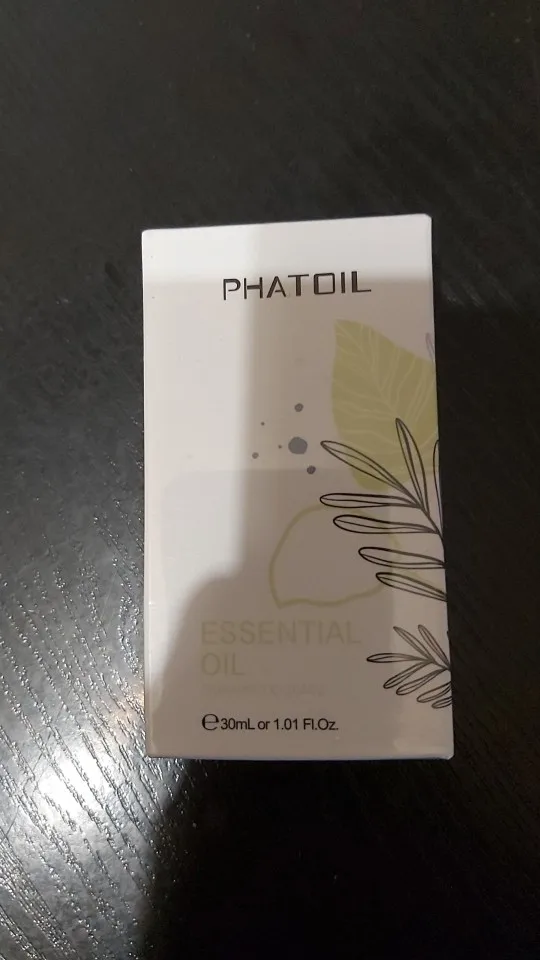 PHATOIL
ESSENTIAL
OIL
℮30mL or 1.01 Fl.Oz.